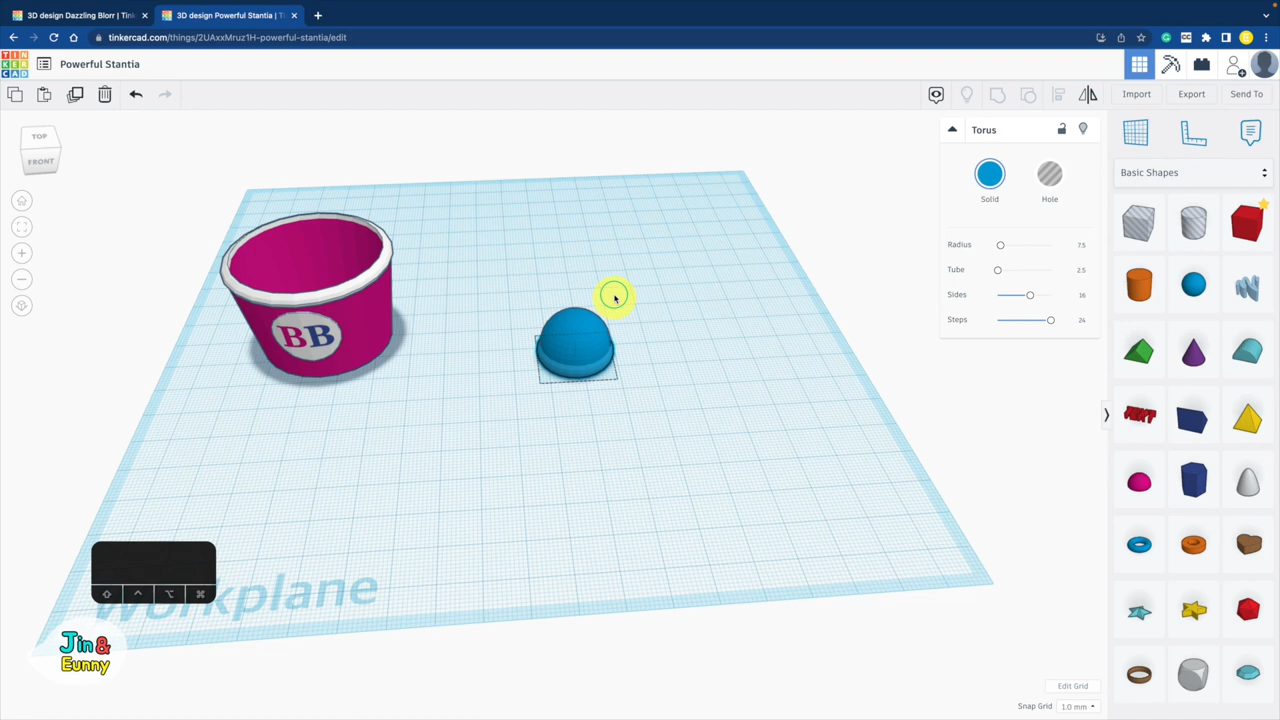 3D design Dazzling Blorr | Tink
3D design Powerful Stantia | Ti
tinkercad.com/things/2UAxxMruz1H-powerful-stantia/edit
CC
E
TIN
KER
CAD
Powerful Stantia
Import
Export
Send To
TOP
FRONT
Torus
Solid
Hole
Radius
7.5
Tube
2.5
Sides
16
Steps
24
Basic Shapes
TEXT
BB
Workplane
Jin&
Eunny
Edit Grid
Snap Grid
1.0 mm